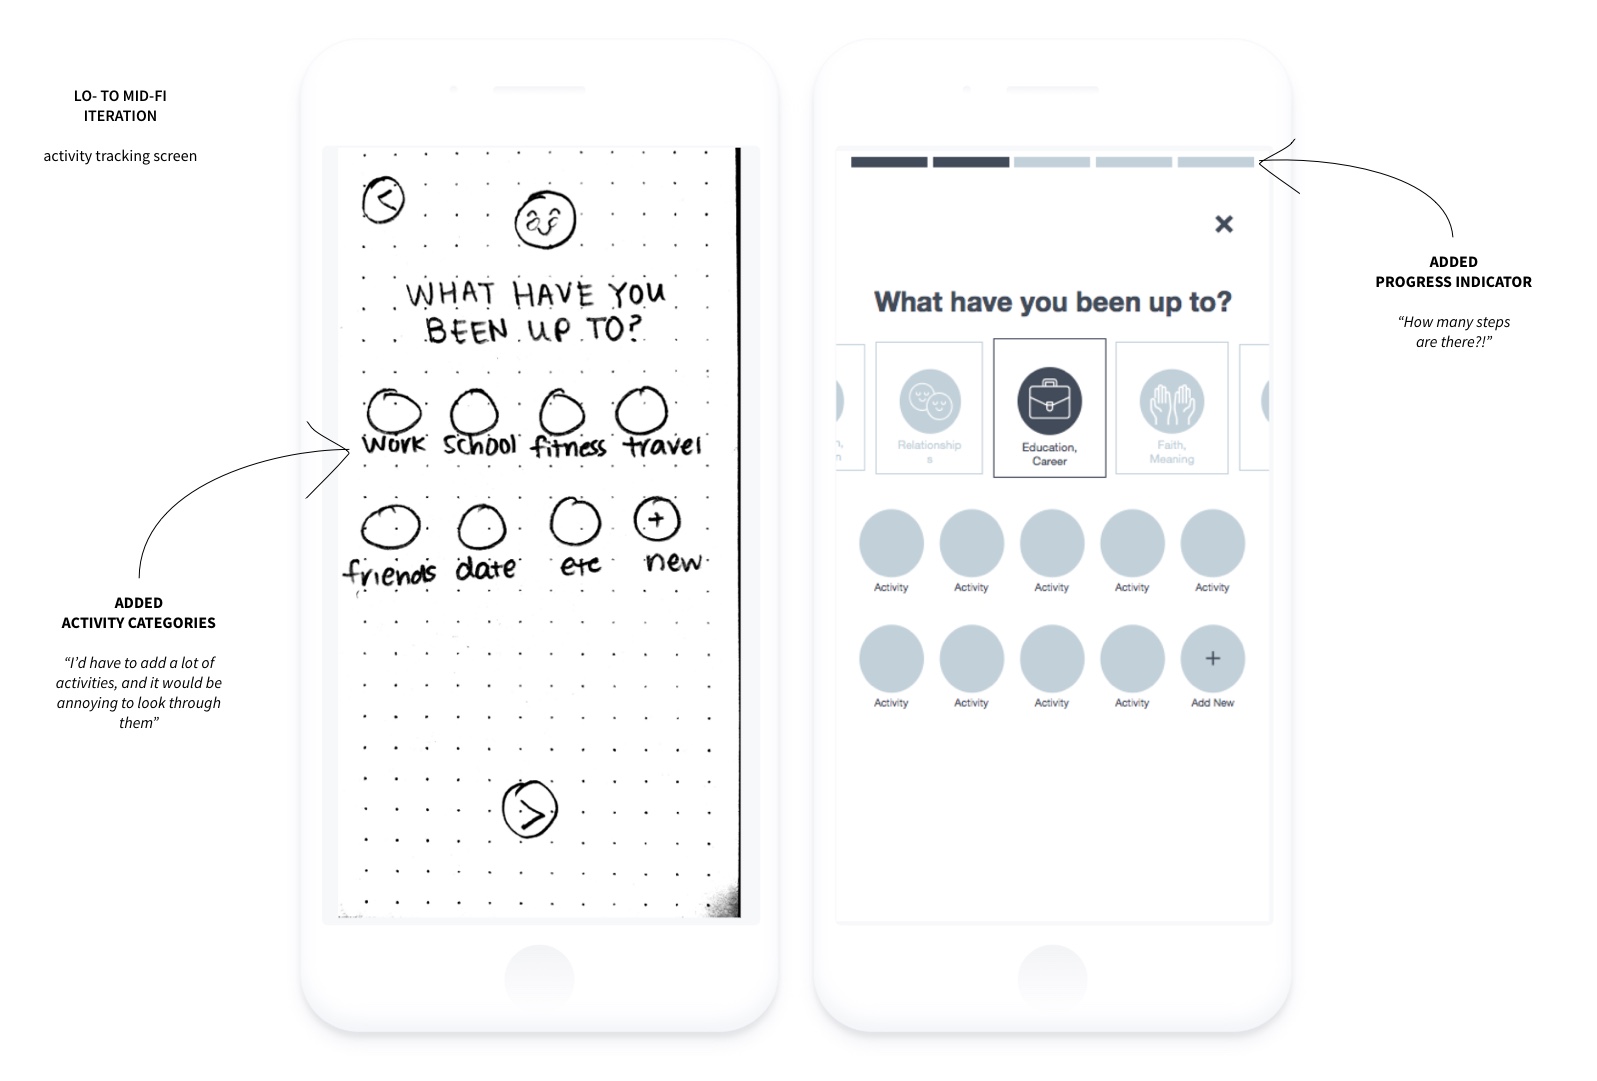 LO- TO MID-FI
ITERATION
activity tracking screen
WHAT HAVE YOU
BEEN UP TO?
work school fitness travel
friends date etc new
ADDED
ACTIVITY CATEGORIES
“I’d have to add a lot of
activities, and it would be
annoying to look through
them”
What have you been up to?
Relationship
s
Education,
Career
Faith,
Meaning
Activity Activity Activity Activity Activity
Activity Activity Activity Activity Add New
ADDED
PROGRESS INDICATOR
“How many steps
are there?!”